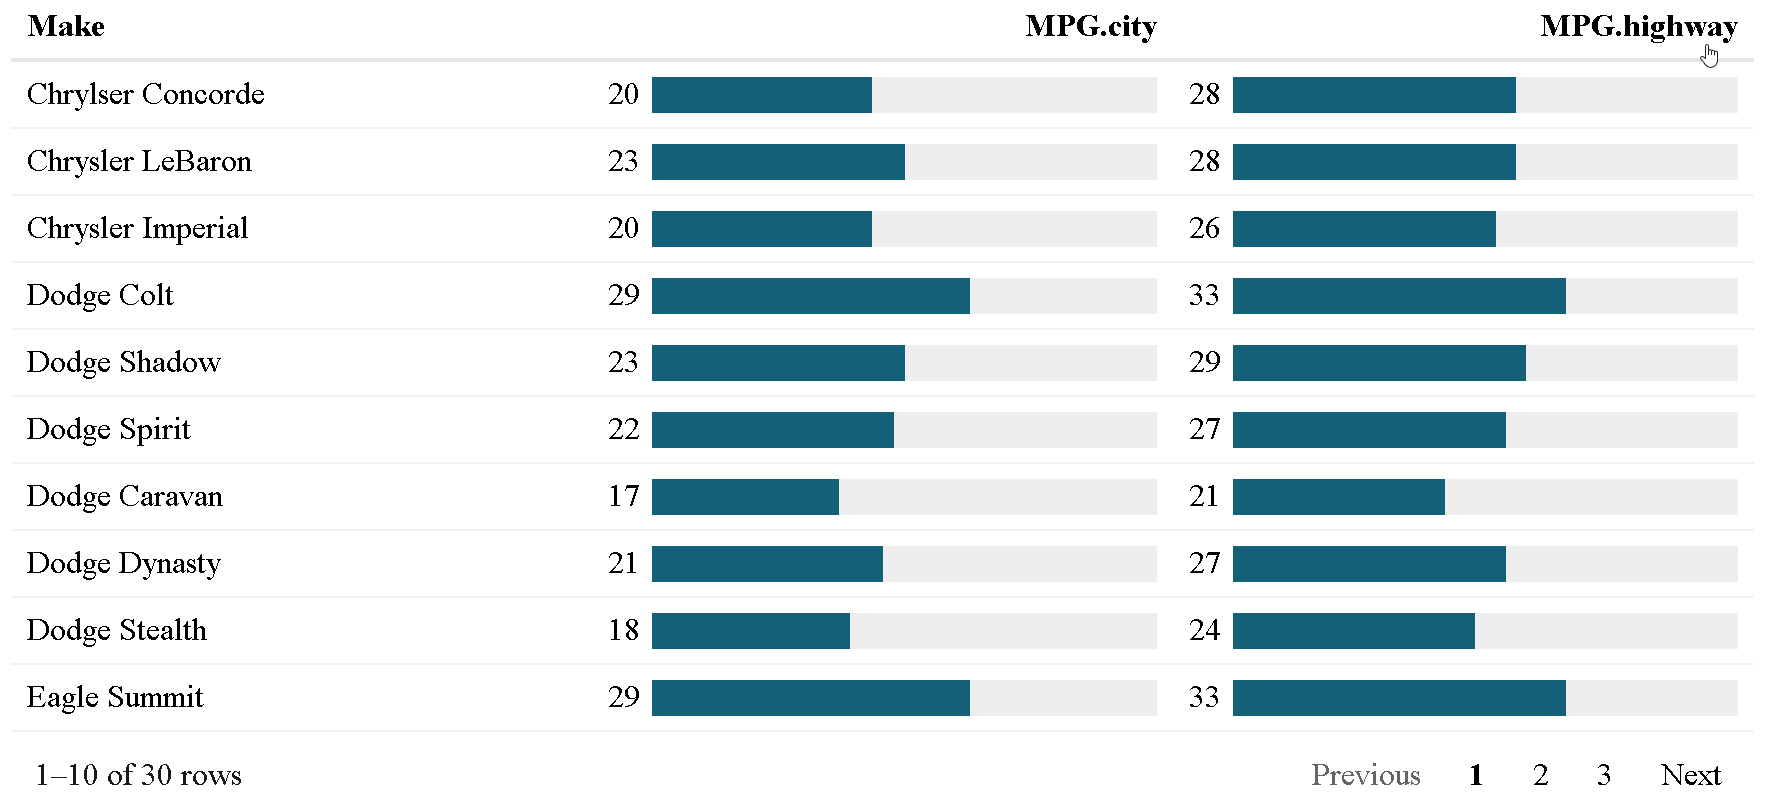 Make MPG.city MPG.highway
Chrylser Concorde 20 28
Chrysler LeBaron 23 28
Chrysler Imperial 20 26
Dodge Colt 29 33
Dodge Shadow 23 29
Dodge Spirit 22 27
Dodge Caravan 17 21
Dodge Dynasty 21 27
Dodge Stealth 18 24
Eagle Summit 29 33
1–10 of 30 rows Previous 1 2 3 Next